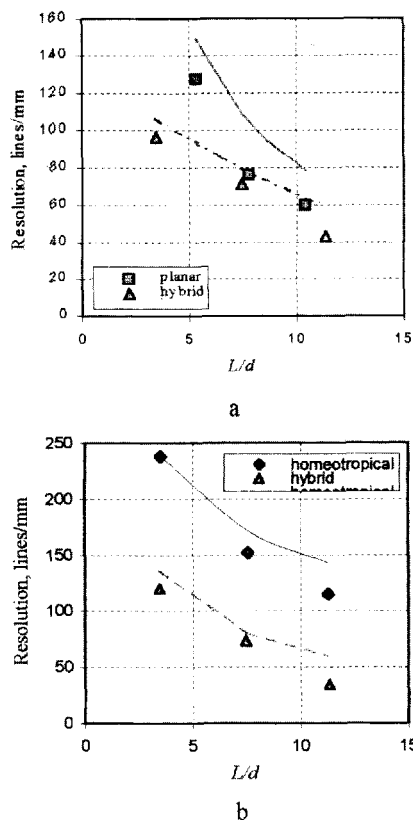 160
140
120
100
80
60
40
20
0
Resolution, lines/mm
planar
hybrid
0
5
10
15
L/d
a
250
200
150
100
50
0
Resolution, lines/mm
homeotropical
hybrid
homeotropical
0
5
10
15
L/d
b